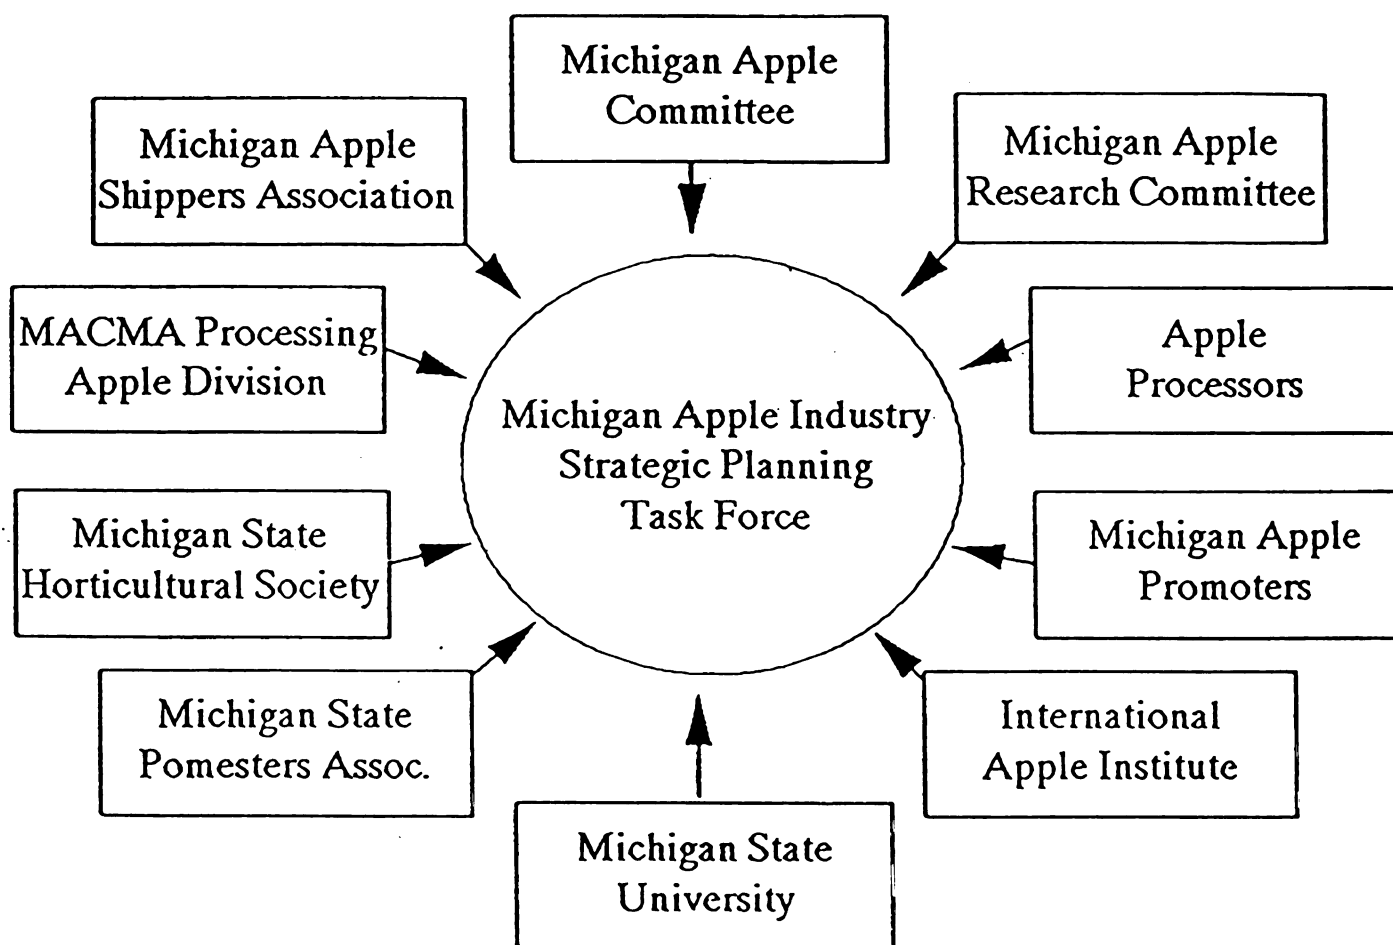 Michigan Apple
Committee
Michigan Apple
Shippers Association
Michigan Apple
Research Committee
MACMA Processing
Apple Division
Apple
Processors
Michigan Apple Industry
Strategic Planning
Task Force
Michigan State
Horticultural Society
Michigan Apple
Promoters
Michigan State
Pomesters Assoc.
International
Apple Institute
Michigan State
University